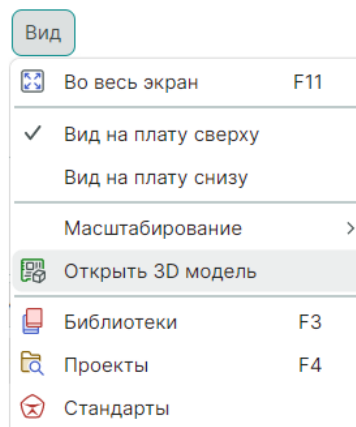 Вид
Во весь экран F11
Вид на плату сверху
Вид на плату снизу
Масштабирование
Открыть 3D модель
Библиотеки F3
Проекты F4
Стандарты